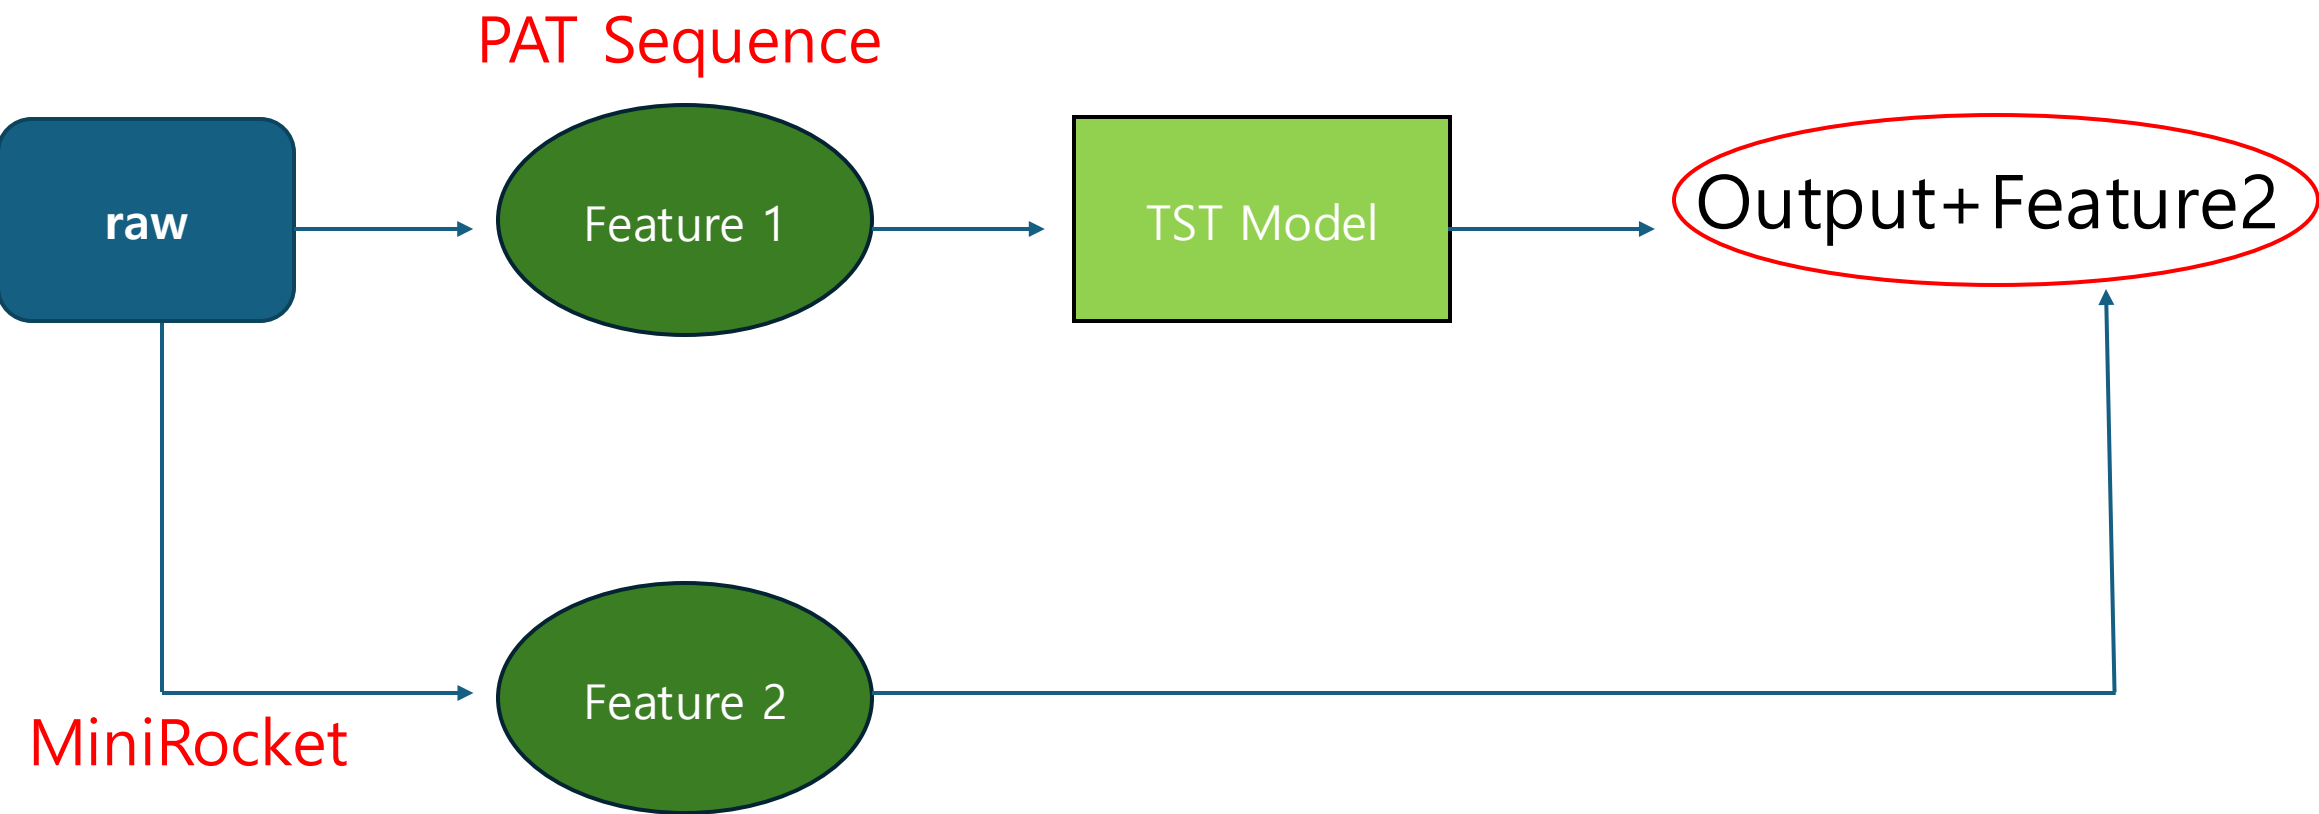 PAT Sequence
raw
Feature 1
TST Model
Output+Feature2
Feature 2
MiniRocket